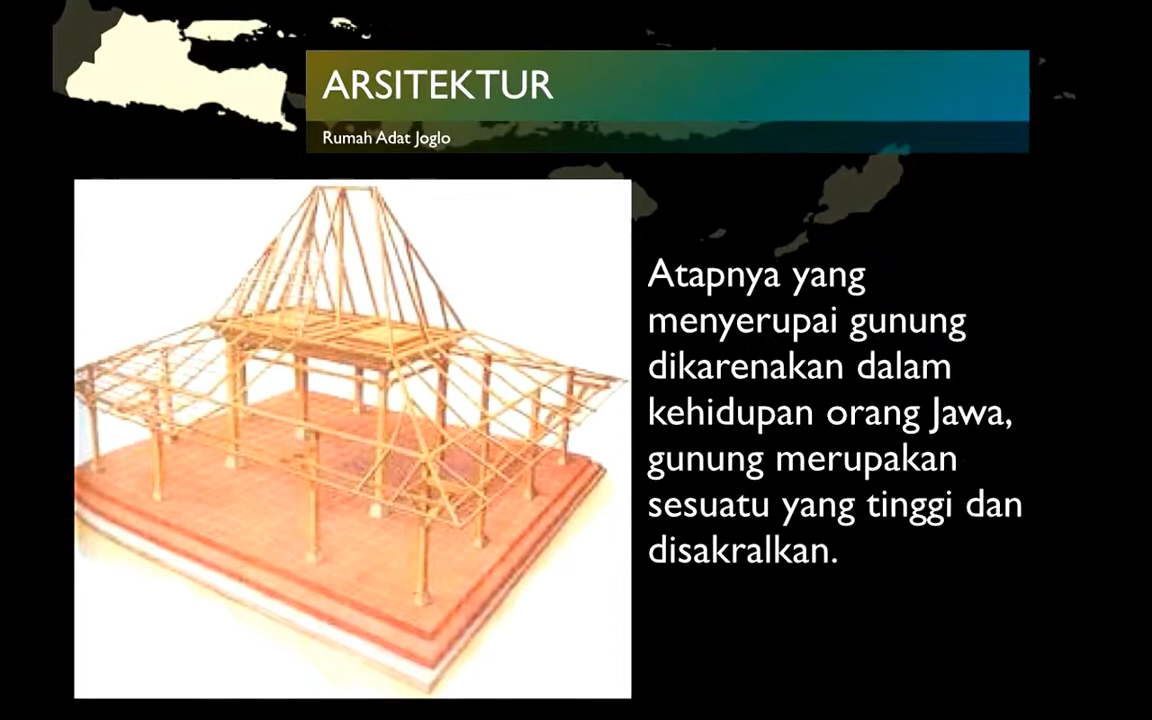 ARSITEKTUR
Rumah Adat Joglo
Atapnya yang
menyerupai gunung
dikarenakan dalam
kehidupan orang Jawa,
gunung merupakan
sesuatu yang tinggi dan
disakralkan.